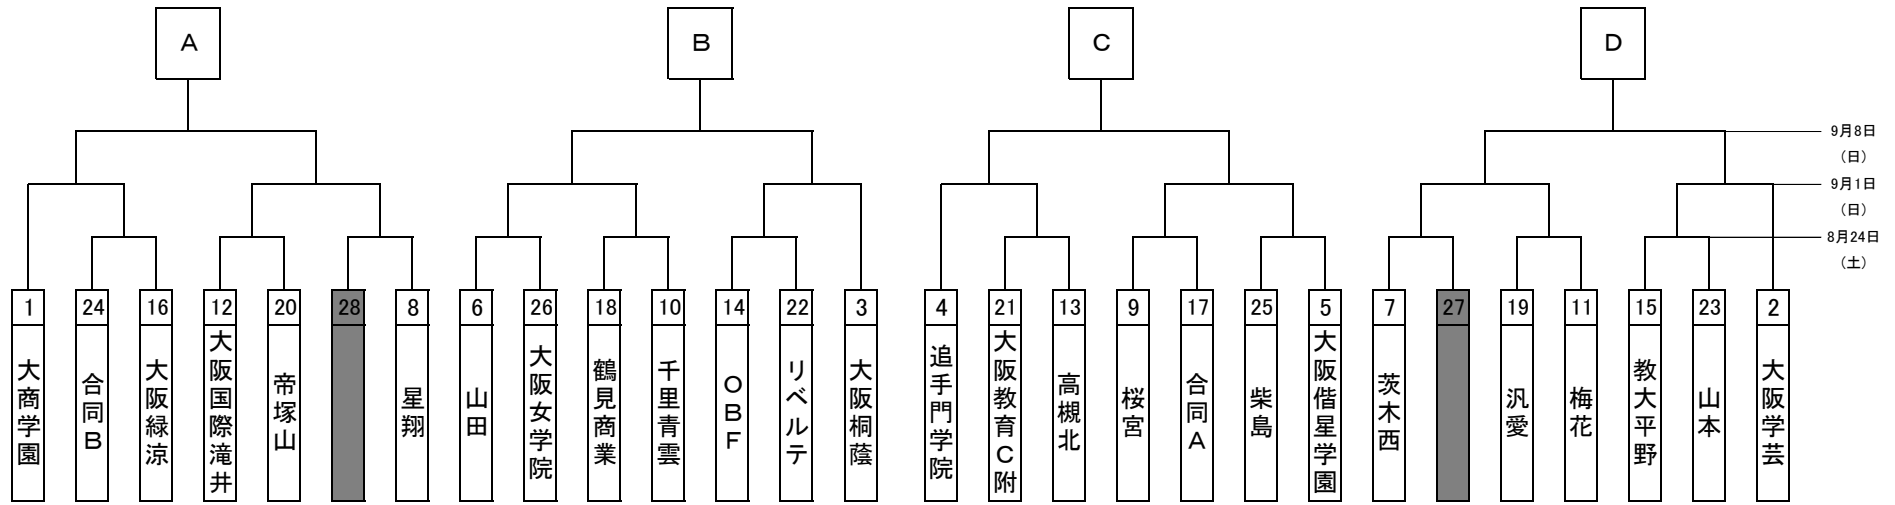 A
B
C
D
9月8日
（日）
9月1日
（日）
8月24日
（土）
1
24
16
12
20
28
8
6
26
18
10
14
22
3
4
21
13
9
17
25
5
7
27
19
11
15
23
2
大商学園
合同B
大阪緑涼
大阪国際滝井
帝塚山
星翔
山田
大阪女学院
鶴見商業
千里青雲
OBF
リベルテ
大阪桐蔭
追手門学院
大阪教育C附
高槻北
桜宮
合同A
柴島
大阪偕星学園
茨木西
汎愛
梅花
教大平野
山本
大阪学芸